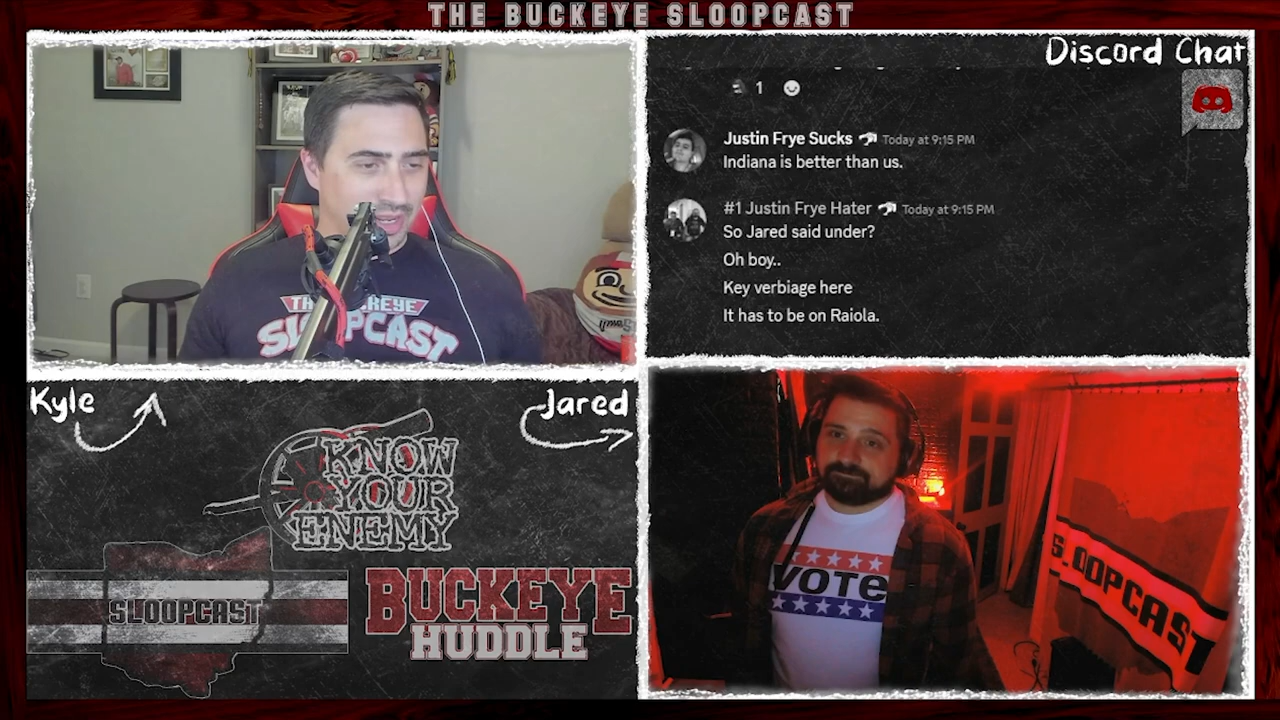 THE BUCKEYE SLOOPCAST
Discord Chat
1
Justin Frye Sucks Today at 9:15 PM
Indiana is better than us.
#1 Justin Frye Hater Today at 9:15 PM
So Jared said under?
Oh boy..
Key verbiage here
It has to be on Raiola.
SLOOPCAST
Kyle
Jared
KNOW
YOUR
ENEMY
SLOOPCAST
BUCKEYE
HUDDLE
VOTE
SLOOPCAST